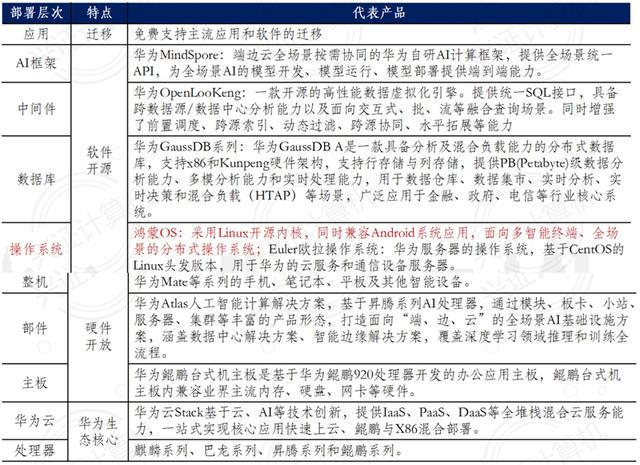 部署层次 特点 代表产品
应用 迁移 免费支持主流应用和软件的迁移
AI框架 华为MindSpore：端边云全场景按需协同的华为自研AI计算框架，提供全场景统一
API，为全场景AI的模型开发、模型运行、模型部署提供端到端能力。
中间件 华为OpenLooKeng：一款开源的高性能数据虚拟化引擎。提供统一SQL接口，具备
跨数据源/数据中心分析能力以及面向交互式、批、流等融合查询场景。同时增强
了前置调度、跨源索引、动态过滤、跨源协同、水平拓展等能力
软件
开源
数据库 华为GaussDB系列：华为GaussDB A是一款具备分析及混合负载能力的分布式数据
库，支持x86和Kunpeng硬件架构，支持行存储与列存储，提供PB(Petabyte)级数据
分析能力、多模分析能力和实时处理能力，用于数据仓库、数据集市、实时分析、实
时决策和混合负载（HTAP）等场景，广泛应用于金融、政府、电信等行业核心系
统。
操作系统 鸿蒙OS：采用Linux开源内核，同时兼容Android系统应用，面向多智能终端、全场
景的分布式操作系统；Euler欧拉操作系统：华为服务器的操作系统，基于CentOS的
Linux头发版本，用于华为的云服务和通信设备服务器。
整机 华为Mate等系列的手机、笔记本、平板及其他智能设备。
部件 华为Atlas人工智能计算解决方案，基于昇腾系列AI处理器，通过模块、板卡、小站、
服务器、集群等丰富的产品形态，打造面向“端、边、云”的全场景AI基础设施方
案，涵盖数据中心解决方案、智能边缘解决方案，覆盖深度学习领域推理和训练全
流程。
硬件
开放
主板 华为鲲鹏台式机主板是基于华为鲲鹏920处理器开发的办公应用主板，鲲鹏台式机
主板内兼容业界主流内存、硬盘、网卡等硬件。
华为云 华为云Stack基于云、AI等技术创新，提供IaaS、PaaS、DaaS等全堆栈混合云服务能
力，一站式实现核心应用快速上云、鲲鹏与X86混合部署。
华为生
态核心
处理器 麒麟系列、巴龙系列、昇腾系列和鲲鹏系列。